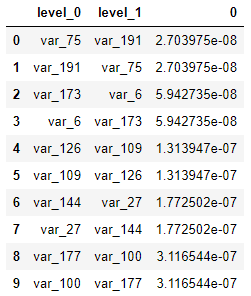 level_0 level_1 0
0 var_75 var_191 2.703975e-08
1 var_191 var_75 2.703975e-08
2 var_173 var_6 5.942735e-08
3 var_6 var_173 5.942735e-08
4 var_126 var_109 1.313947e-07
5 var_109 var_126 1.313947e-07
6 var_144 var_27 1.772502e-07
7 var_27 var_144 1.772502e-07
8 var_177 var_100 3.116544e-07
9 var_100 var_177 3.116544e-07